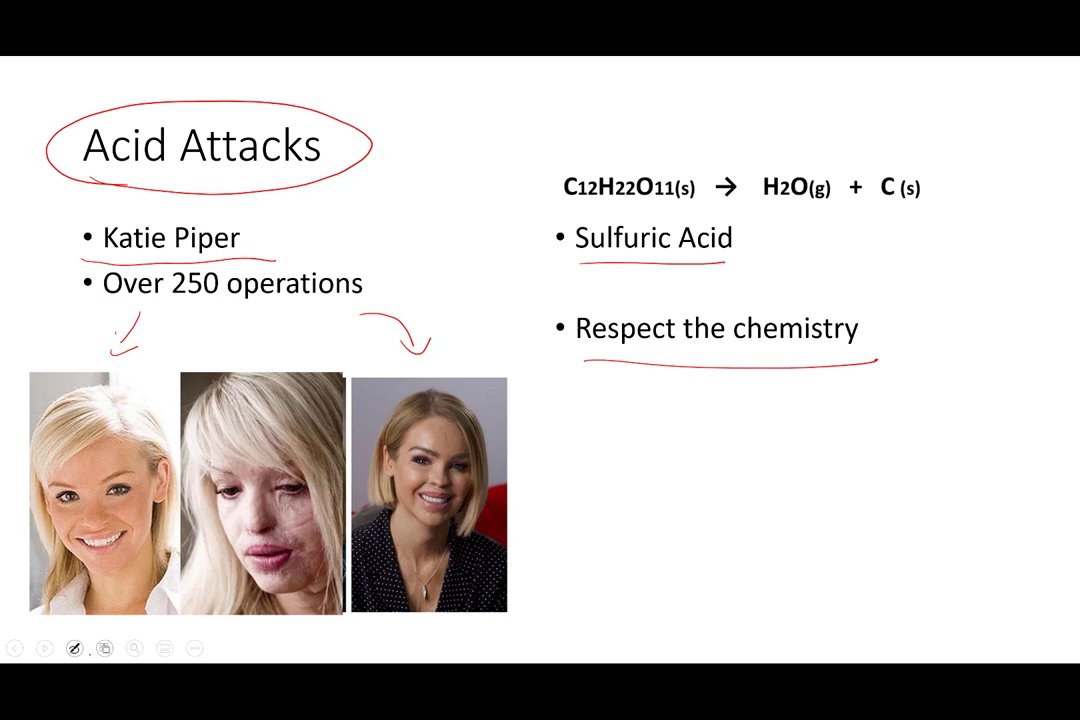 Acid Attacks
• Katie Piper
• Over 250 operations
C12H22O11(s) → H2O(g) + C (s)
• Sulfuric Acid
• Respect the chemistry